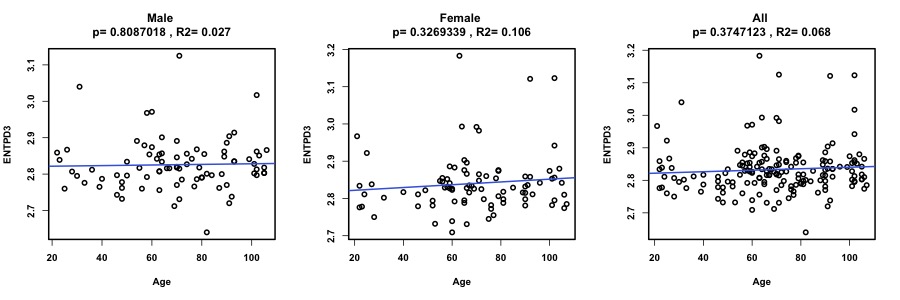 Male
p= 0.8087018 , R2= 0.027
ENTPD3
3.1
3.0
2.9
2.8
2.7
20 40 60 80 100
Age
Female
p= 0.3269339 , R2= 0.106
ENTPD3
3.2
3.1
3.0
2.9
2.8
2.7
20 40 60 80 100
Age
All
p= 0.3747123 , R2= 0.068
ENTPD3
3.2
3.1
3.0
2.9
2.8
2.7
20 40 60 80 100
Age